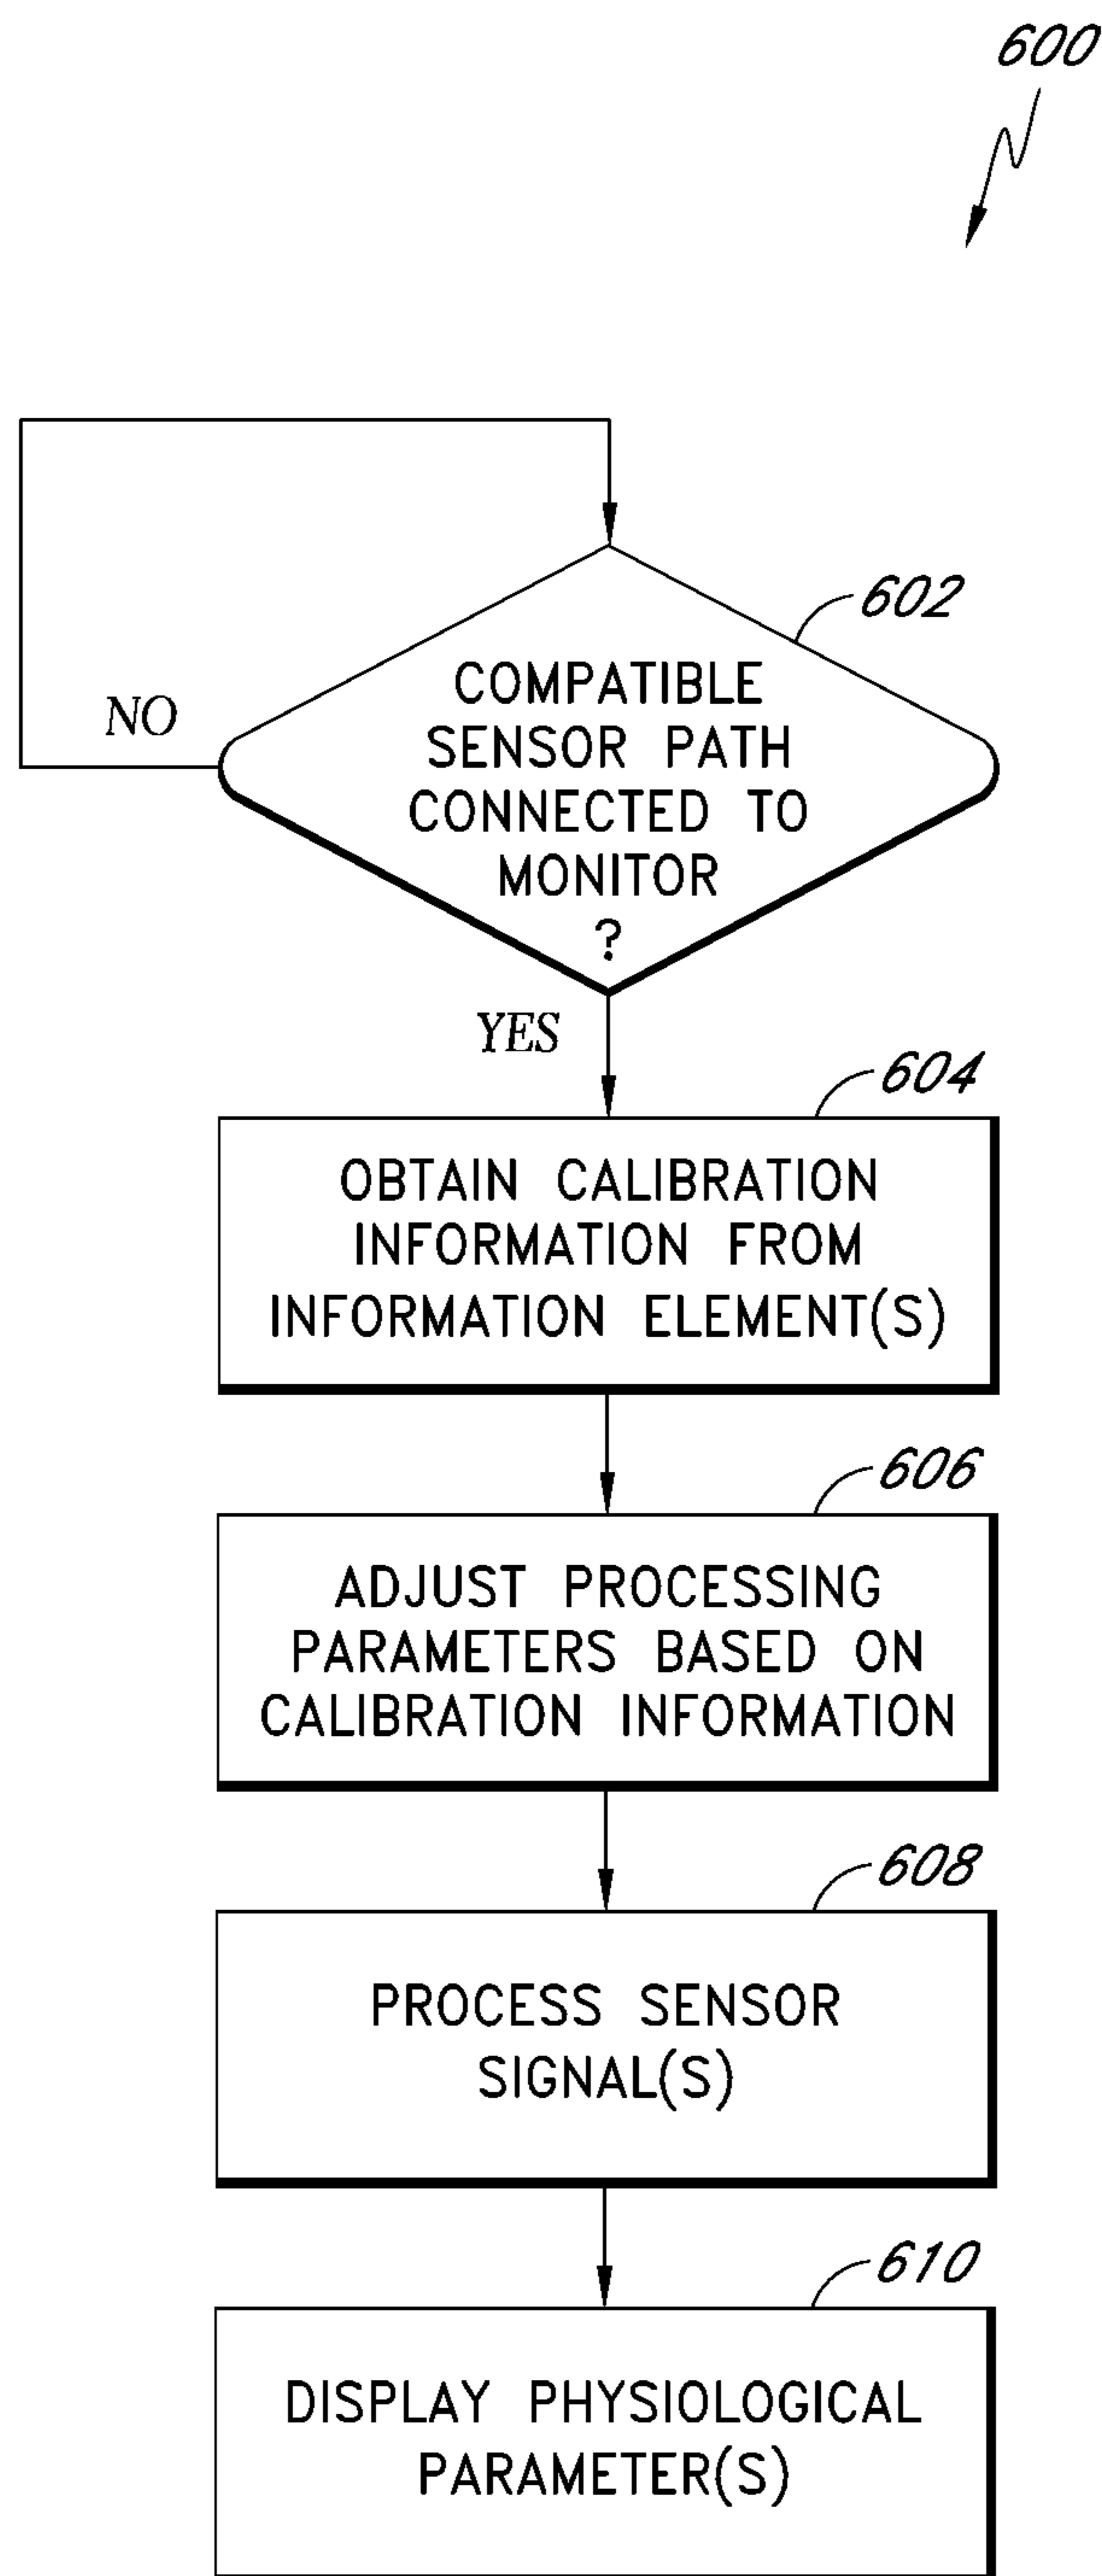 600
602
COMPATIBLE
SENSOR PATH
CONNECTED TO
MONITOR
?
NO
YES
604
OBTAIN CALIBRATION
INFORMATION FROM
INFORMATION ELEMENT(S)
606
ADJUST PROCESSING
PARAMETERS BASED ON
CALIBRATION INFORMATION
608
PROCESS SENSOR
SIGNAL(S)
610
DISPLAY PHYSIOLOGICAL
PARAMETER(S)